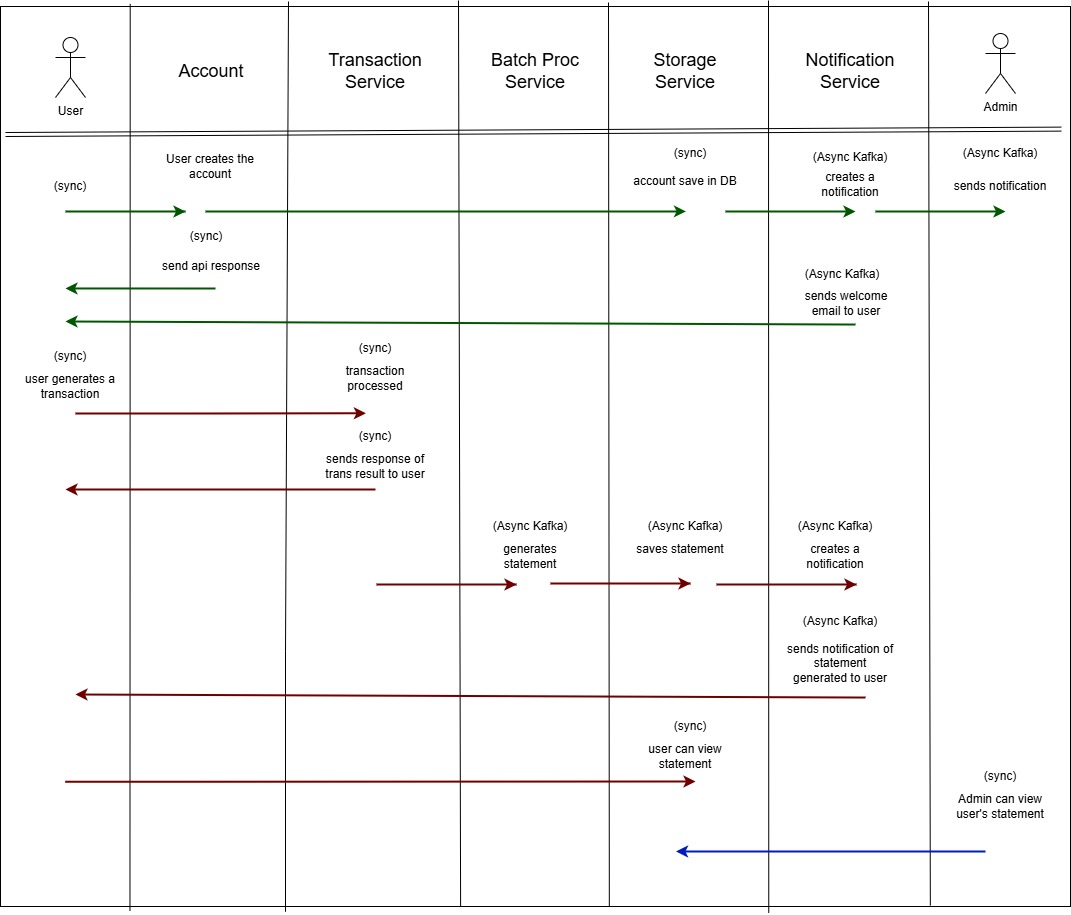 User
Account
Transaction
Service
Batch Proc
Service
Storage
Service
Notification
Service
Admin
(sync)
User creates the
account
(sync)
account save in DB
(Async Kafka)
creates a
notification
(Async Kafka)
sends notification
(sync)
send api response
(Async Kafka)
sends welcome
email to user
(sync)
user generates a
transaction
(sync)
transaction
processed
(sync)
sends response of
trans result to user
(Async Kafka)
generates
statement
(Async Kafka)
saves statement
(Async Kafka)
creates a
notification
(Async Kafka)
sends notification of
statement
generated to user
(sync)
user can view
statement
(sync)
Admin can view
user's statement